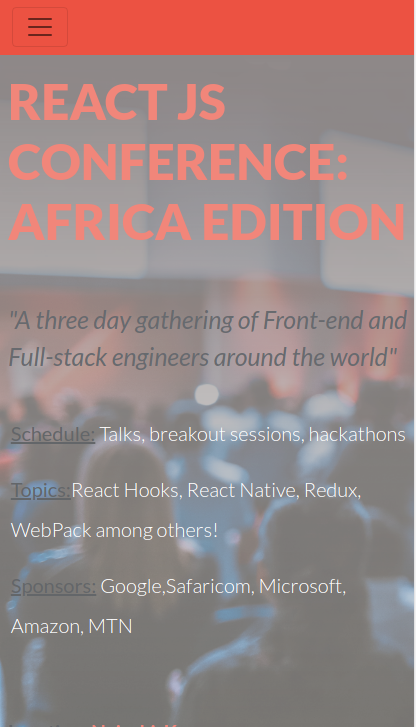 REACT JS
CONFERENCE:
AFRICA EDITION
"A three day gathering of Front-end and
Full-stack engineers around the world"
Schedule: Talks, breakout sessions, hackathons
Topics:React Hooks, React Native, Redux,
WebPack among others!
Sponsors: Google,Safaricom, Microsoft,
Amazon, MTN